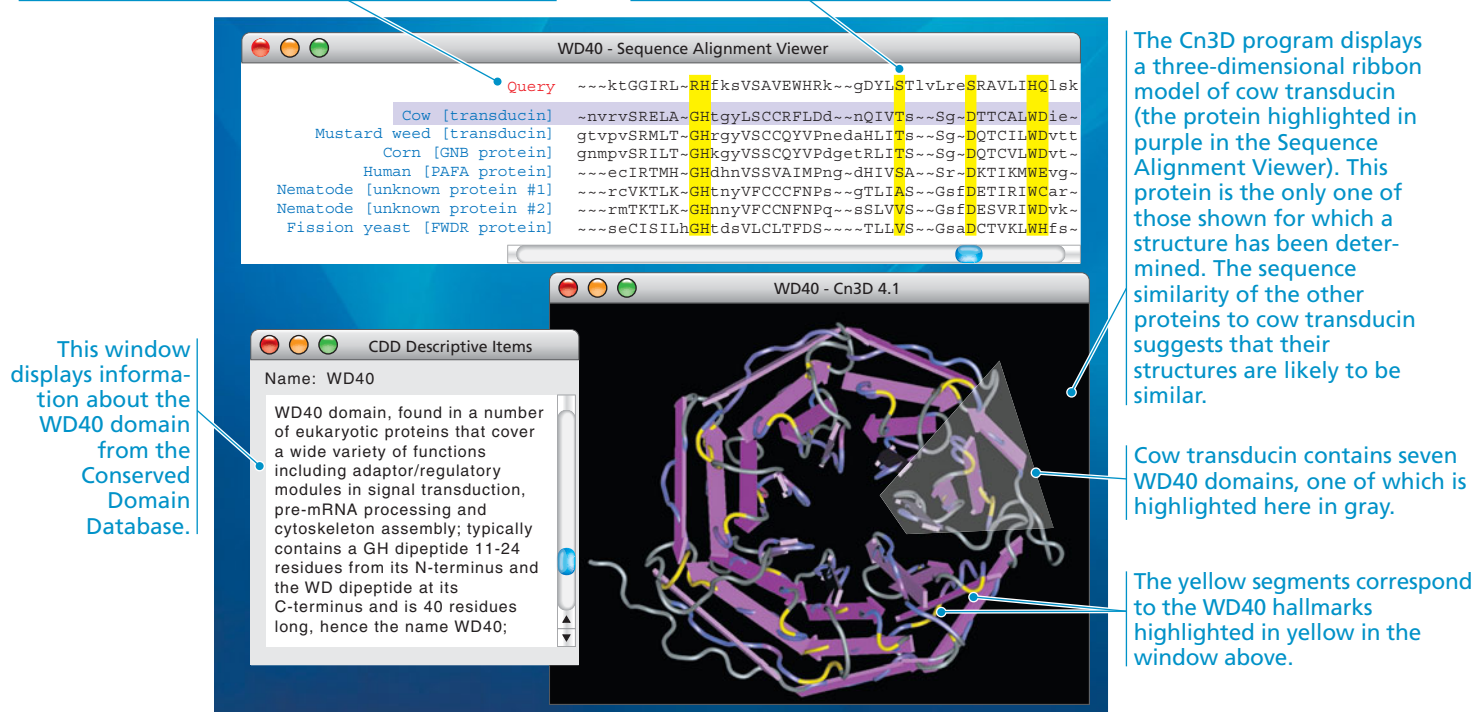 WD40 - Sequence Alignment Viewer
Query ~~~ktGGIRL~RHfksVSAVEWHRk~~gDYLSTlvLreSRAVLIHQlsk
Cow [transducin] ~nvrvSRELA~GHtgyLSCCRFLDd~~nQIVTs~~Sg~DTTCALWDie~
Mustard weed [transducin] gtvpvSRMLT~GHrgyVSCCQYVPnedaHLITs~~Sg~DQTCILWDvtt
Corn [GNB protein] gnmpvSRILT~GHkgyVSSCQYVPdgetRLITS~~Sg~DQTCVLWDvt~
Human [PAFA protein] ~~~ecIRTMH~GHdhnVSSVAIMPng~dHIVSA~~Sr~DKTIKMWEvg~
Nematode [unknown protein #1] ~~~rcVKTLK~GHtnyVFCCCFNPs~~gTLIAS~~GsfDETIRIWCar~
Nematode [unknown protein #2] ~~~rmTKTLK~GHnnyVFCCNFNPq~~sSLVVS~~GsfDESVRIWDvk~
Fission yeast [FWDR protein] ~~~seCISILhGHtdsVLCLTFDS~~~~TLLVS~~GsaDCTVKLWHfs~
The Cn3D program displays
a three-dimensional ribbon
model of cow transducin
(the protein highlighted in
purple in the Sequence
Alignment Viewer). This
protein is the only one of
those shown for which a
structure has been deter-
mined. The sequence
similarity of the other
proteins to cow transducin
suggests that their
structures are likely to be
similar.
WD40 - Cn3D 4.1
This window
displays informa-
tion about the
WD40 domain
from the
Conserved
Domain
Database.
CDD Descriptive Items
Name: WD40
WD40 domain, found in a number
of eukaryotic proteins that cover
a wide variety of functions
including adaptor/regulatory
modules in signal transduction,
pre-mRNA processing and
cytoskeleton assembly; typically
contains a GH dipeptide 11-24
residues from its N-terminus and
the WD dipeptide at its
C-terminus and is 40 residues
long, hence the name WD40;
Cow transducin contains seven
WD40 domains, one of which is
highlighted here in gray.
The yellow segments correspond
to the WD40 hallmarks
highlighted in yellow in the
window above.